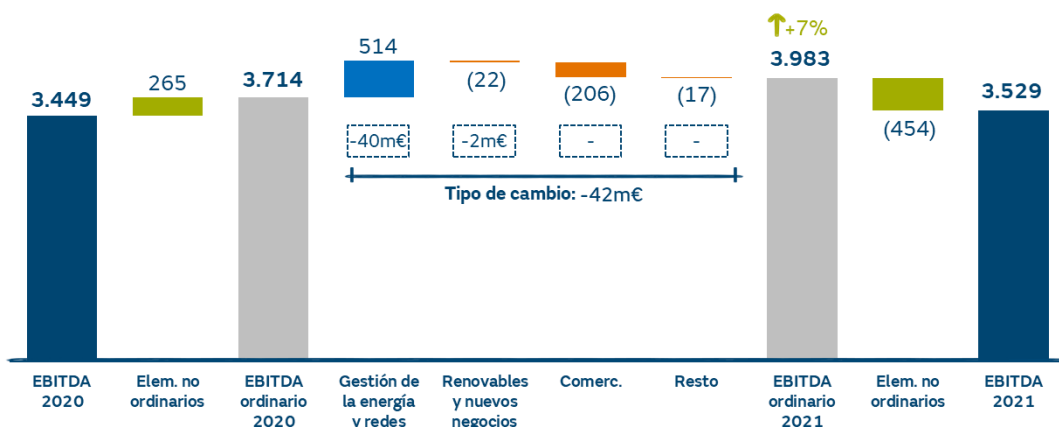 +7%
514
3.983
265
3.714
(22)
3.449
(206)
(17)
3.529
(454)
-40m€
-2m€
-
-
Tipo de cambio: -42m€
EBITDA
2020
Elem. no
ordinarios
EBITDA
ordinario
2020
Gestión de
la energía
y redes
Renovables
y nuevos
negocios
Comerc.
Resto
EBITDA
ordinario
2021
Elem. no
ordinarios
EBITDA
2021